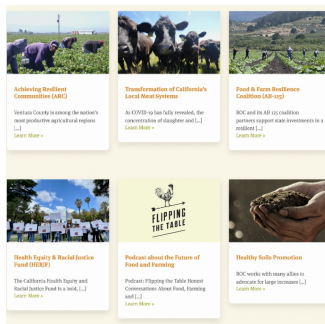 Achieving Resilient
Communities (ARC)
Ventura County is among the nation's
most productive agricultural regions
[...]
Learn More »
Transformation of California's
Local Meat Systems
As COVID-19 has fully revealed, the
concentration of slaughter and [...]
Learn More »
Food & Farm Resilience
Coalition (AB-125)
ROC and its AB 125 coalition
partners support state investments in a
resilient [...]
Learn More »
FLIPPING
THE TABLE
Health Equity & Racial Justice
Fund (HERJF)
The California Health Equity and
Racial Justice Fund is a host, [...]
Learn More »
Podcast about the Future of
Food and Farming
Podcast: Flipping the Table Honest
Conversations About Food, Farming
and [...]
Learn More »
Healthy Soils Promotion
ROC works with many allies to
advocate for large increases [...]
Learn More »